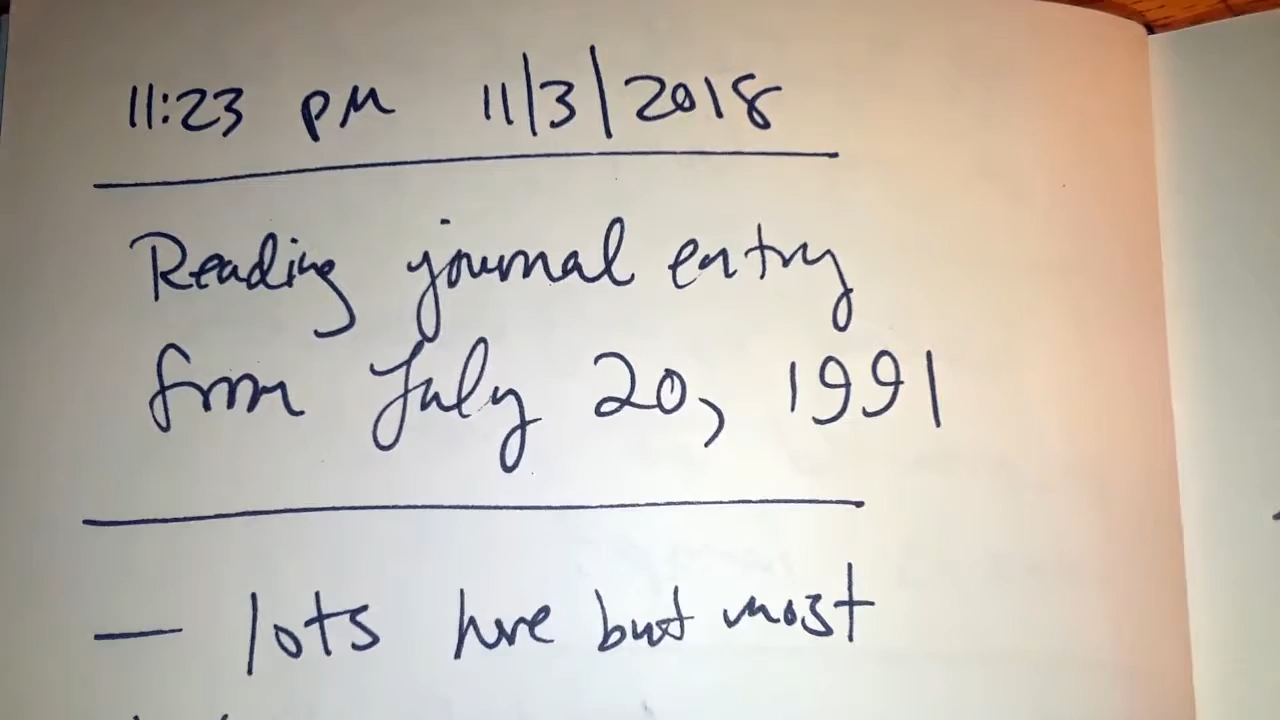 11:23 pm 11/3/2018
Reading journal entry
from July 20, 1991
— lots here but most